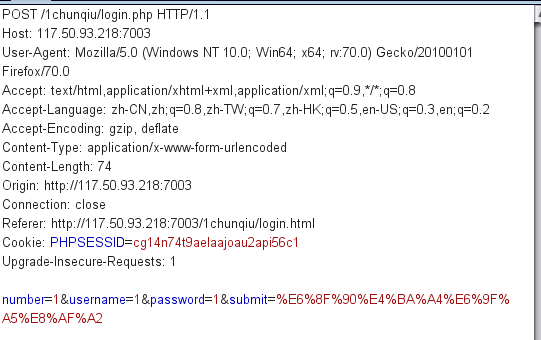 POST /1chunqiu/login.php HTTP/1.1
Host: 117.50.93.218:7003
User-Agent: Mozilla/5.0 (Windows NT 10.0; Win64; x64; rv:70.0) Gecko/20100101
Firefox/70.0
Accept: text/html,application/xhtml+xml,application/xml;q=0.9,*/*;q=0.8
Accept-Language: zh-CN,zh;q=0.8,zh-TW;q=0.7,zh-HK;q=0.5,en-US;q=0.3,en;q=0.2
Accept-Encoding: gzip, deflate
Content-Type: application/x-www-form-urlencoded
Content-Length: 74
Origin: http://117.50.93.218:7003
Connection: close
Referer: http://117.50.93.218:7003/1chunqiu/login.html
Cookie: PHPSESSID=cg14n74t9aelaajoau2api56c1
Upgrade-Insecure-Requests: 1
number=1&username=1&password=1&submit=%E6%8F%90%E4%BA%A4%E6%9F%
A5%E8%AF%A2